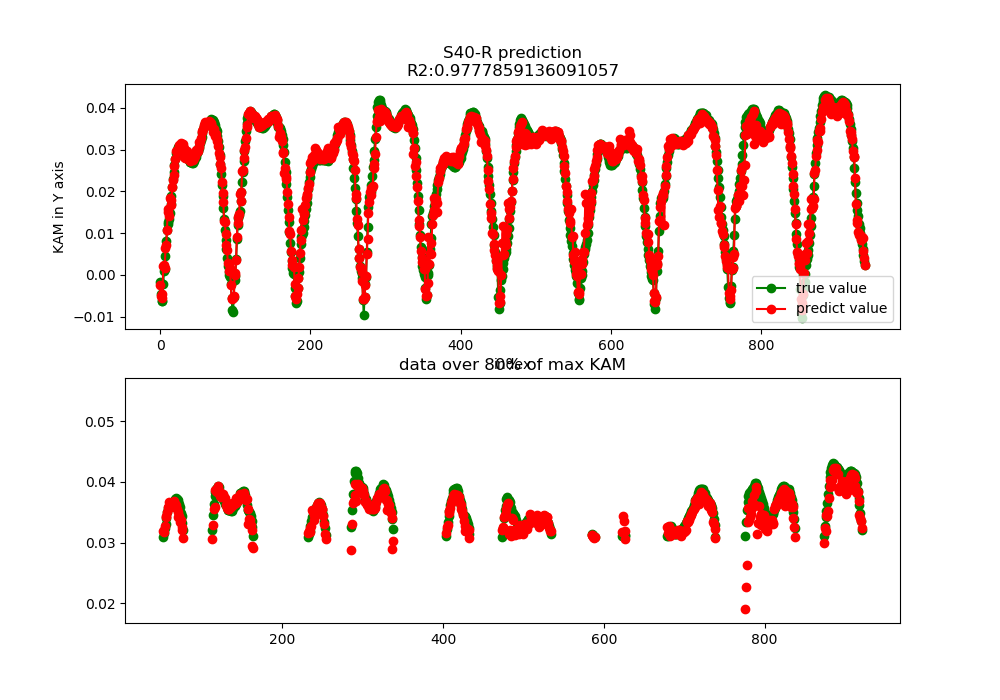 S40-R prediction
R2:0.9777859136091057
KAM in Y axis
0.04
0.03
0.02
0.01
0.00
−0.01
true value
predict value
0
200
400
600
800
index
data over 80% of max KAM
0.05
0.04
0.03
0.02
200
400
600
800